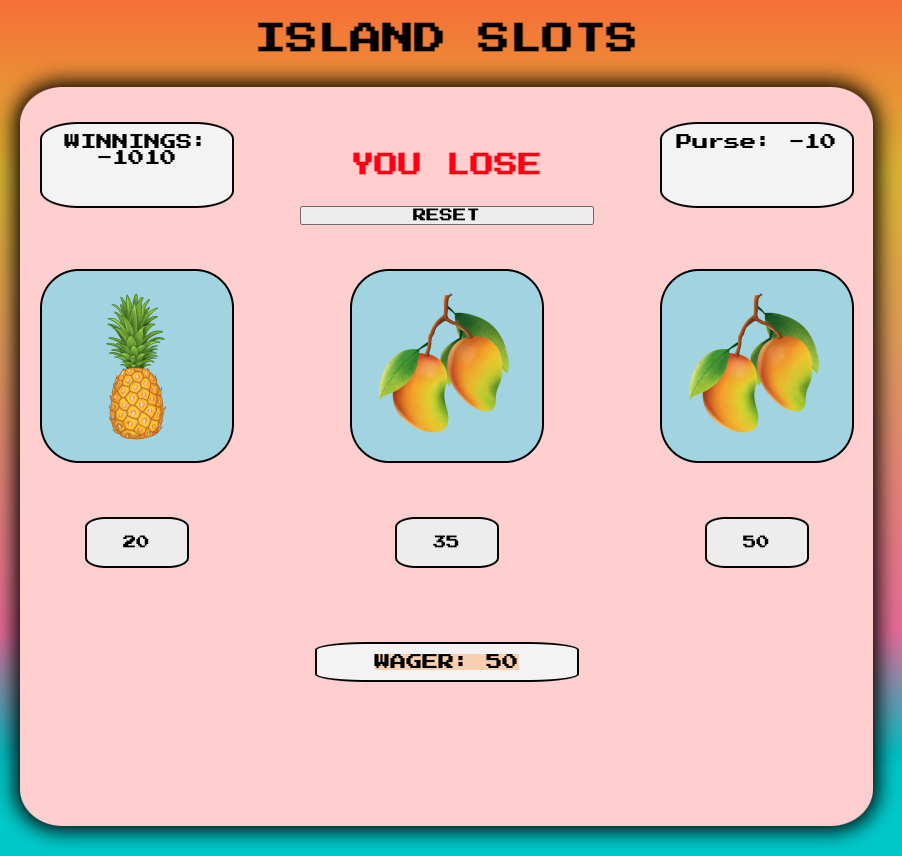 ISLAND SLOTS
WINNINGS:
-1010
YOU LOSE
Purse: -10
RESET
20
35
50
WAGER: 50